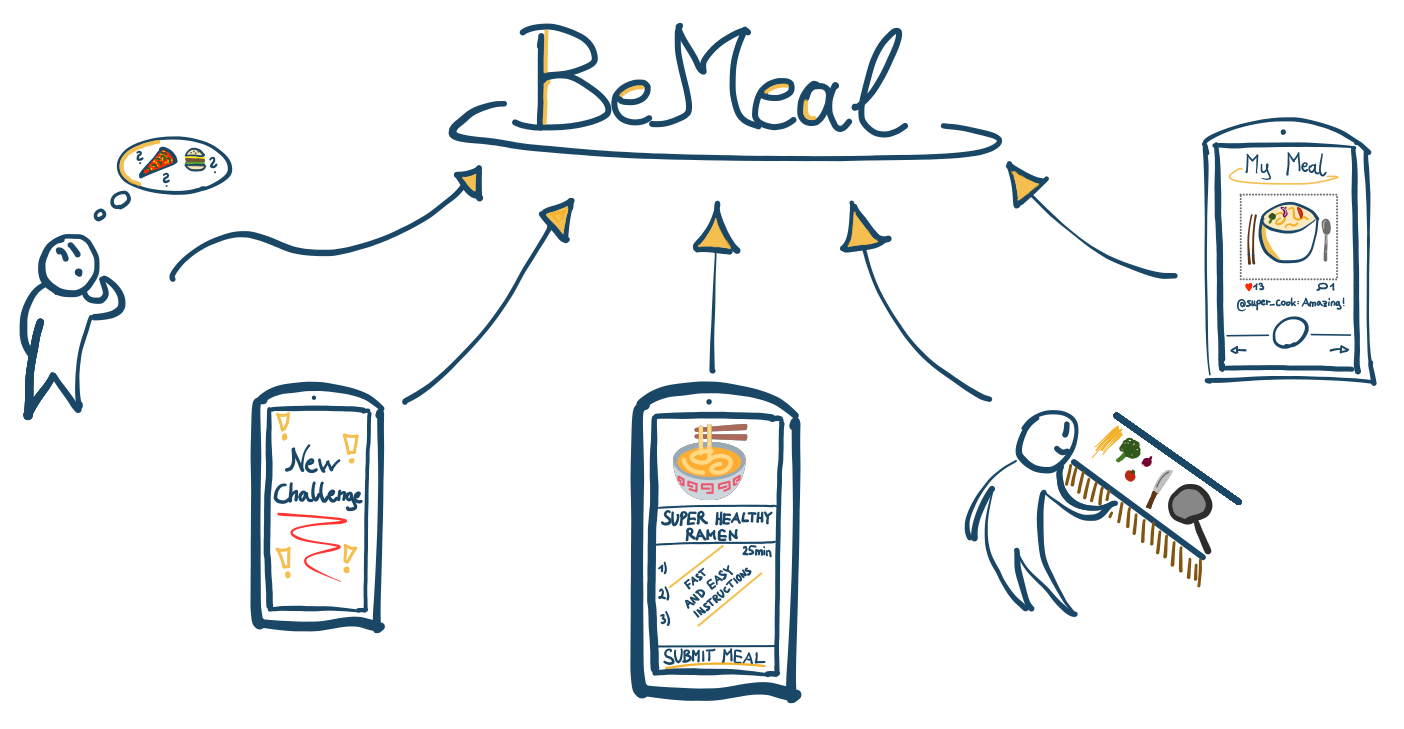 BeMeal
? ? ?
My Meal
13 1
@super_cook: Amazing!
! !
New
Challenge
! !
SUPER HEALTHY
RAMEN
25min
1)
2)
3)
FAST
AND EASY
INSTRUCTIONS
SUBMIT MEAL